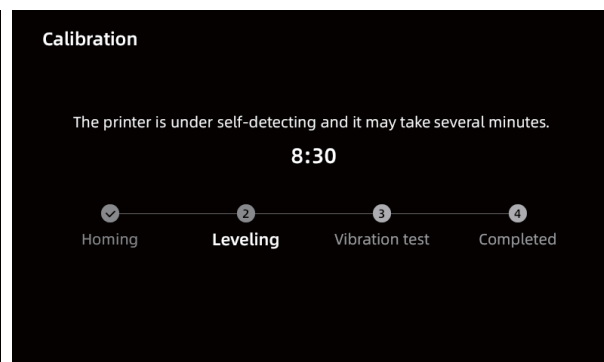 Calibration
The printer is under self-detecting and it may take several minutes.
8:30
2 3 4
Homing Leveling Vibration test Completed